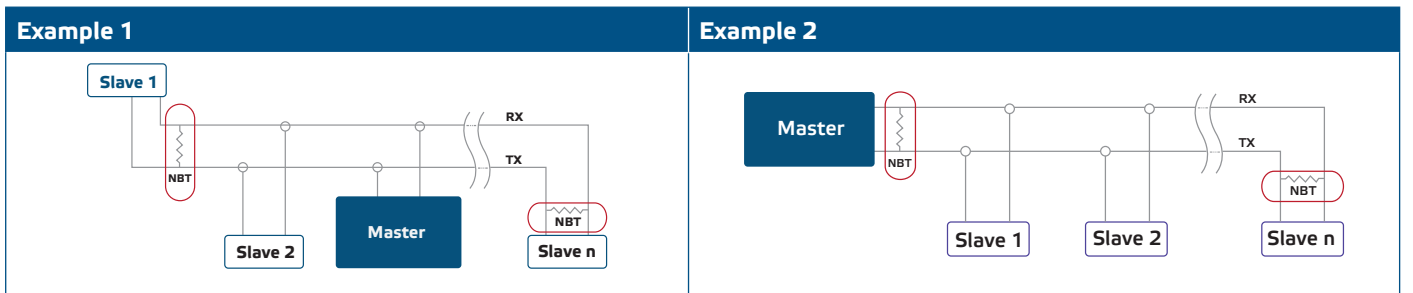 Example 1
Slave 1
RX
TX
NBT
NBT
Slave 2
Master
Slave n
Example 2
Master
RX
TX
NBT
NBT
Slave 1
Slave 2
Slave n